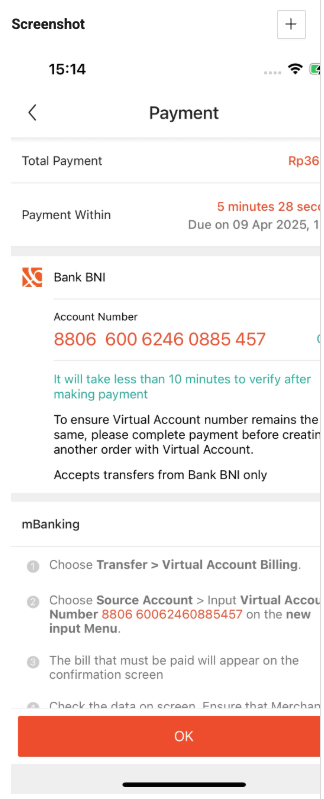 Screenshot
+
15:14
Payment
Total Payment
Rp36
Payment Within
5 minutes 28 seco
Due on 09 Apr 2025, 1
Bank BNI
Account Number
8806 600 6246 0885 457
It will take less than 10 minutes to verify after
making payment
To ensure Virtual Account number remains the
same, please complete payment before creatin
another order with Virtual Account.
Accepts transfers from Bank BNI only
mBanking
1 Choose Transfer > Virtual Account Billing.
2 Choose Source Account > Input Virtual Accou
Number 8806 60062460885457 on the new
input Menu.
3 The bill that must be paid will appear on the
confirmation screen
Check the data on screen. Ensure that Merchan
OK